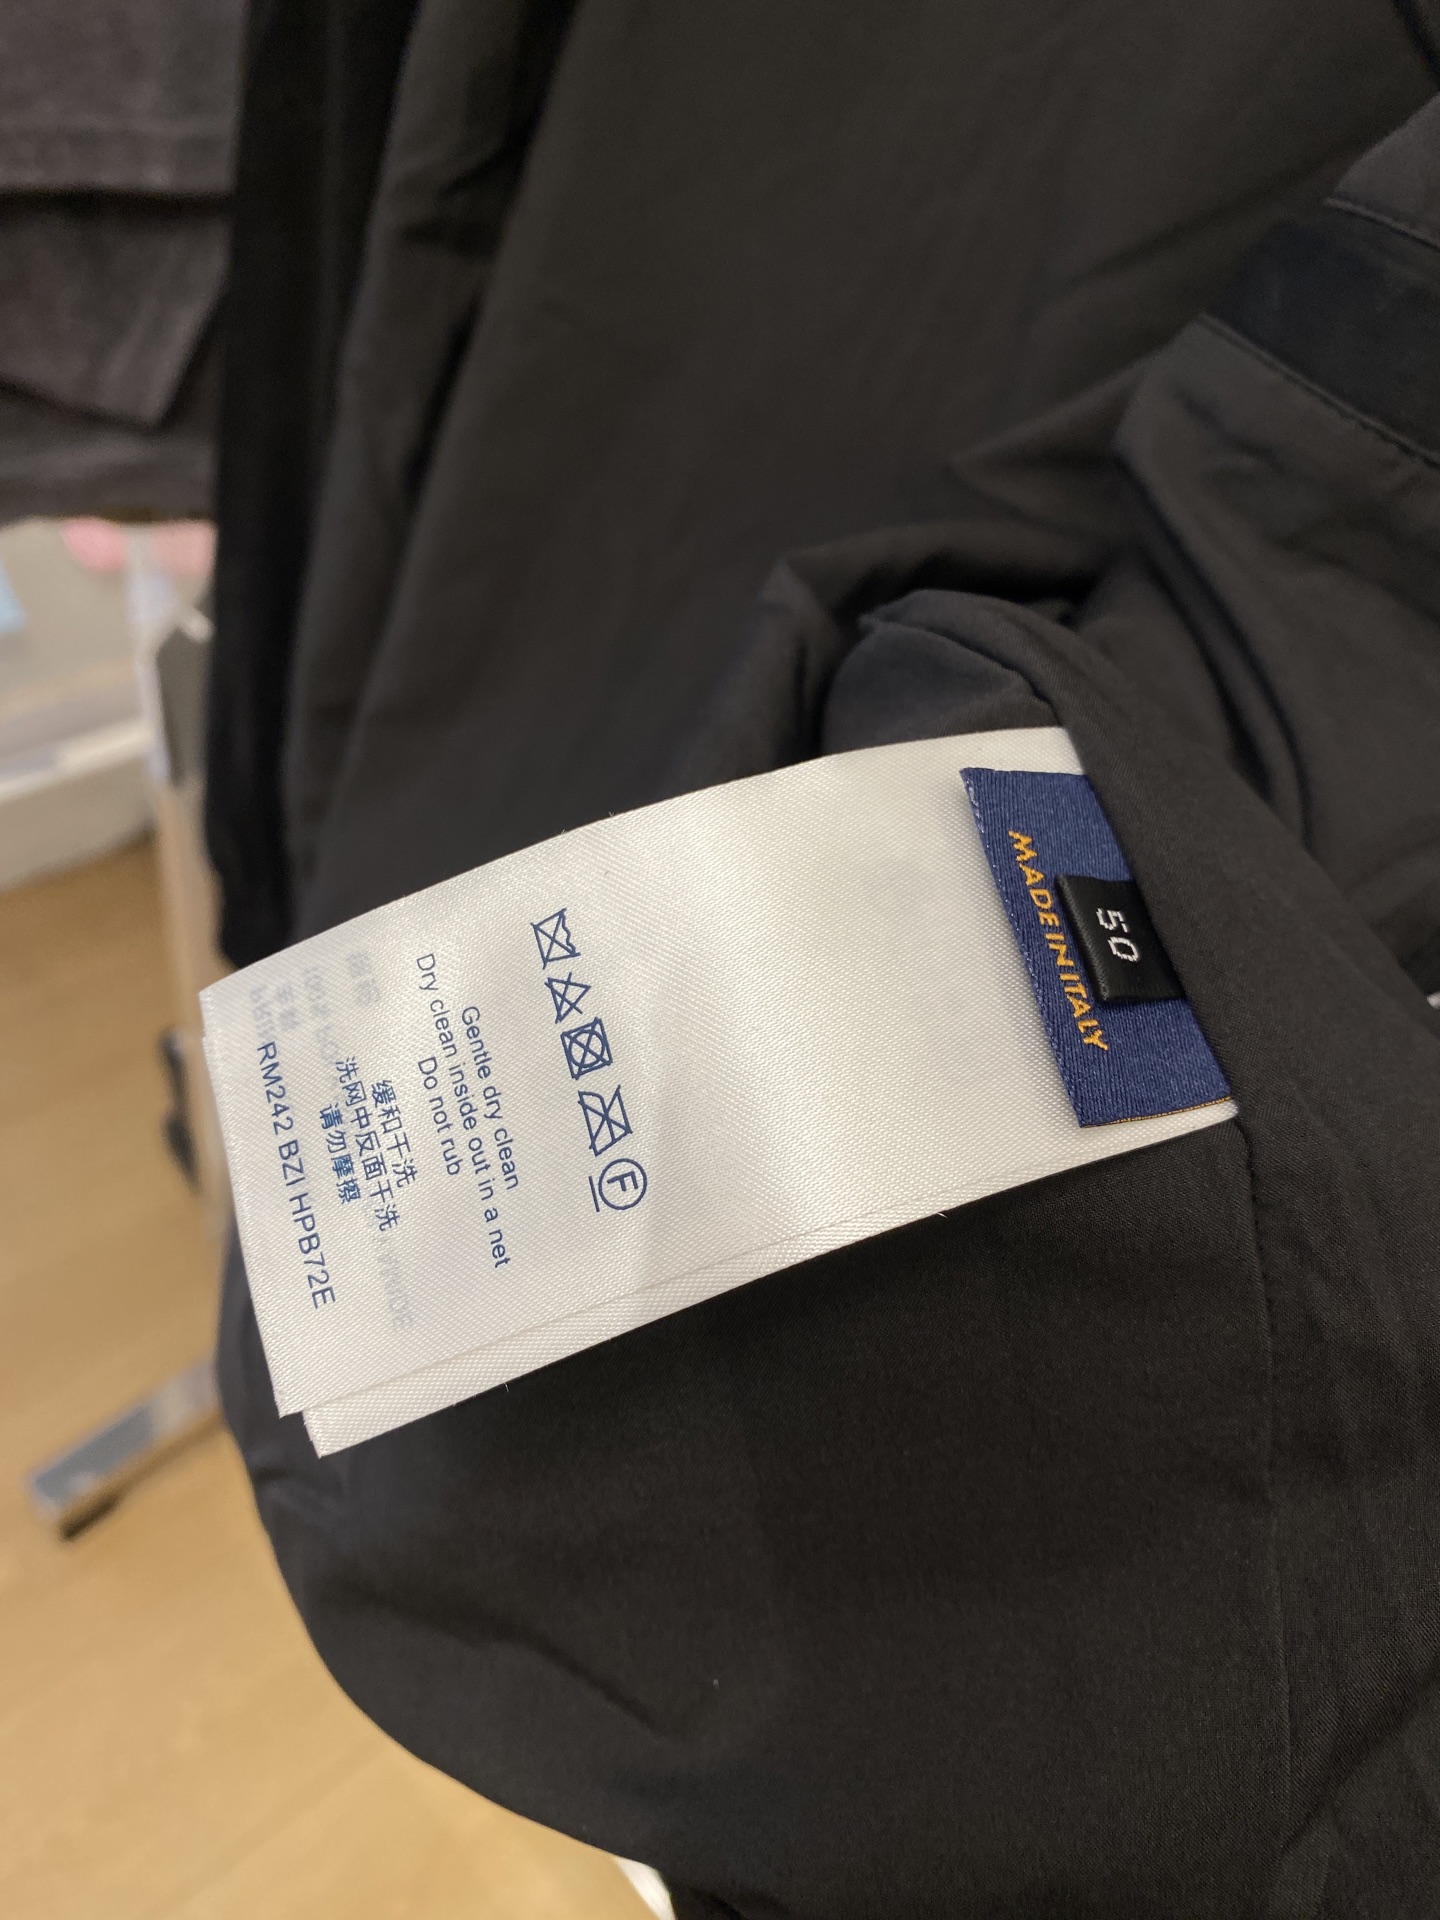 MADE IN ITALY
50
F
Gentle dry clean
Dry clean inside out in a net
Do not rub
缓和干洗
洗网中反面干洗
请勿摩擦
RM242 BZI HPB72E